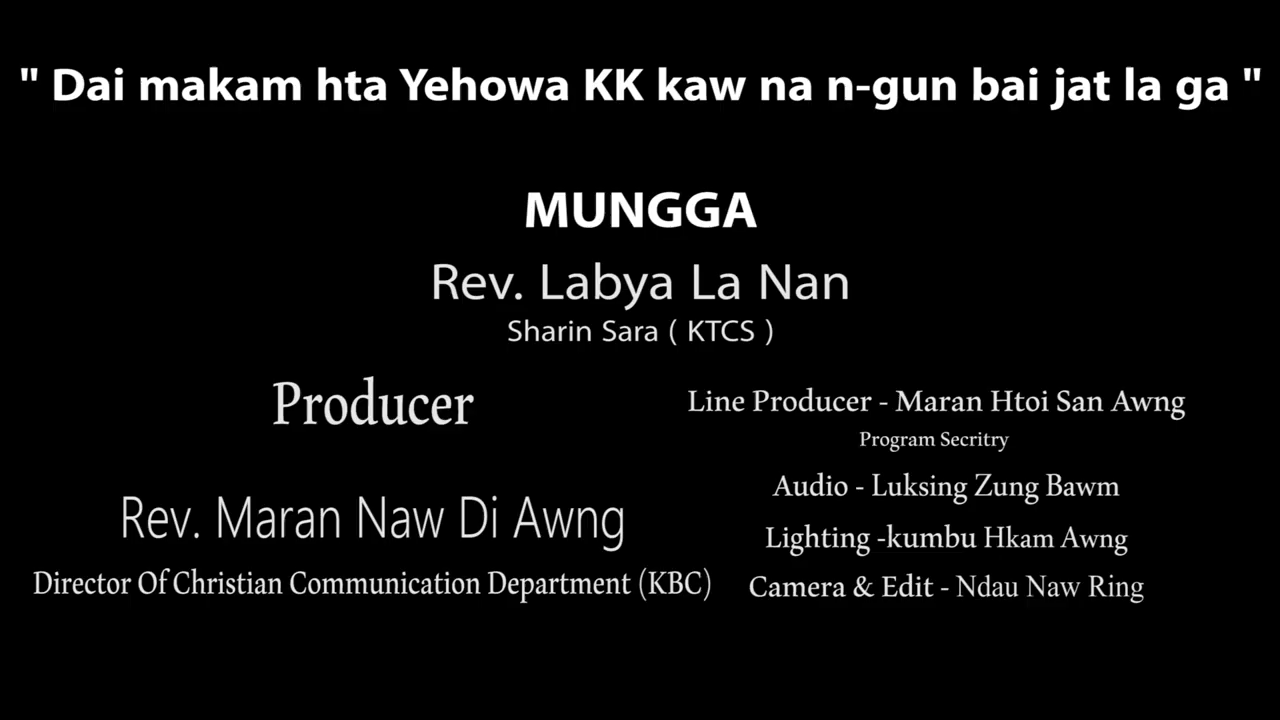 " Dai makam hta Yehowa KK kaw na n-gun bai jat la ga "
MUNGGA
Rev. Labya La Nan
Sharin Sara ( KTCS )
Producer
Rev. Maran Naw Di Awng
Director Of Christian Communication Department (KBC)
Line Producer - Maran Htoi San Awng
Program Secritry
Audio - Luksing Zung Bawm
Lighting -kumbu Hkam Awng
Camera & Edit - Ndau Naw Ring